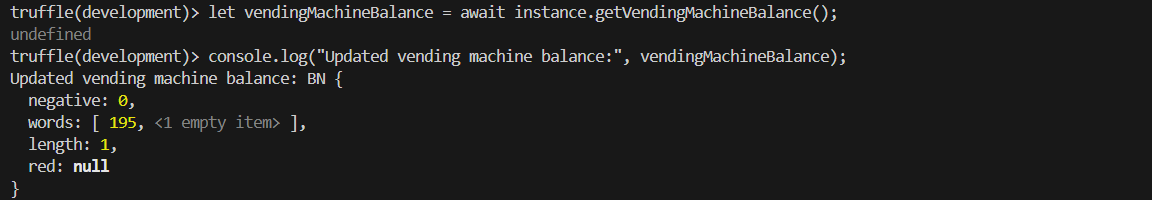 truffle(development)> let vendingMachineBalance = await instance.getVendingMachineBalance();
undefined
truffle(development)> console.log("Updated vending machine balance:", vendingMachineBalance);
Updated vending machine balance: BN {
  negative: 0,
  words: [ 195, <1 empty item> ],
  length: 1,
  red: null
}